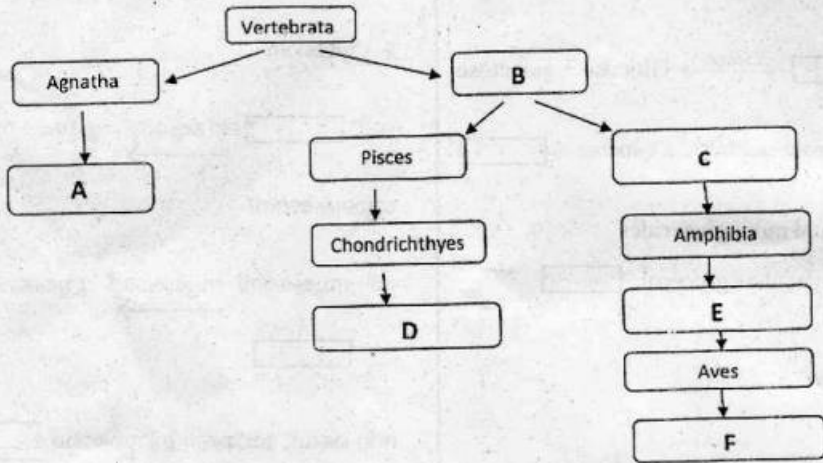 Vertebrata
Agnatha
B
A
Pisces
C
Chondrichthyes
Amphibia
D
E
Aves
F